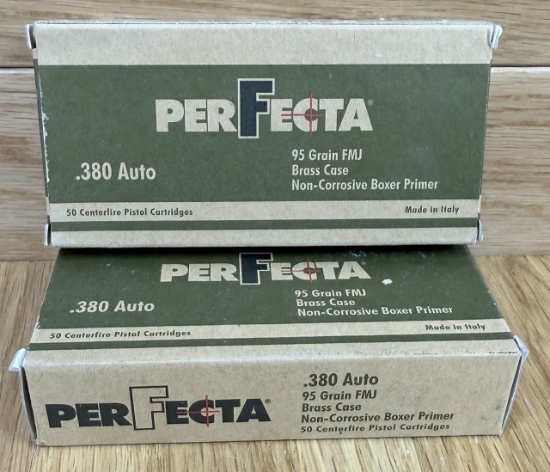 PERFECTA®
.380 Auto
95 Grain FMJ
Brass Case
Non-Corrosive Boxer Primer
50 Centerfire Pistol Cartridges
Made in Italy
PERFECTA
.380 Auto
95 Grain FMJ
Brass Case
Non-Corrosive Boxer Primer
50 Centerfire Pistol Cartridges
Made in Italy
PERFECTA®
.380 Auto
95 Grain FMJ
Brass Case
Non-Corrosive Boxer Primer
50 Centerfire Pistol Cartridges